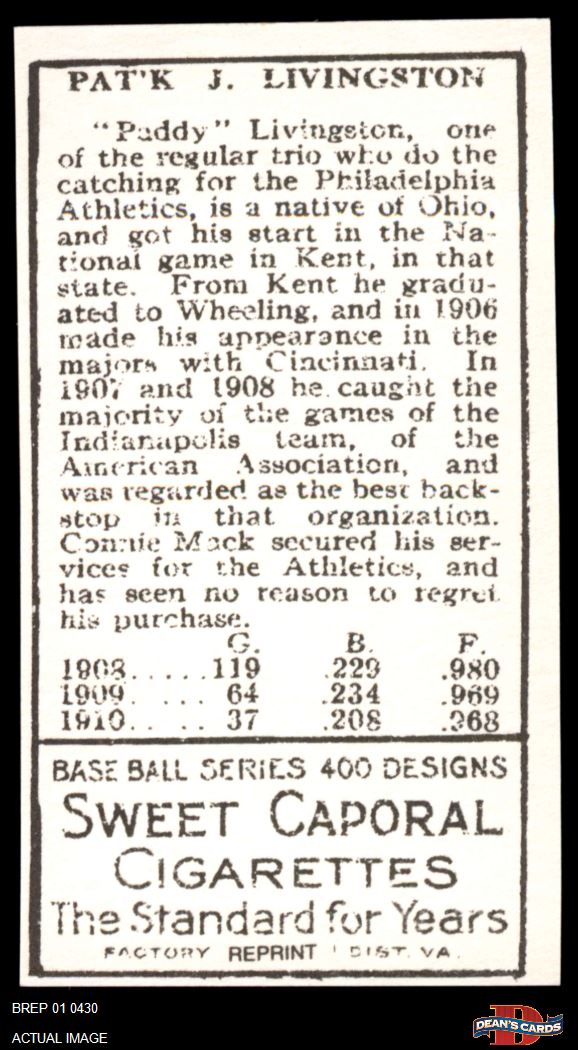 PAT'K J. LIVINGSTON
"Paddy" Livingston, one
of the regular trio who do the
catching for the Philadelphia
Athletics, is a native of Ohio,
and got his start in the Na-
tional game in Kent, in that
state. From Kent he gradu-
ated to Wheeling, and in 1906
made his appearance in the
majors with Cincinnati. In
1907 and 1908 he caught the
majority of the games of the
Indianapolis team, of the
American Association, and
was regarded as the best back-
stop in that organization.
Connie Mack secured his ser-
vices for the Athletics, and
has seen no reason to regret
his purchase.
G. B. F.
1908.....119 .229 .980
1909..... 64 .234 .969
1910..... 37 .208 .968
BASE BALL SERIES 400 DESIGNS
SWEET CAPORAL
CIGARETTES
The Standard for Years
FACTORY REPRINT DIST. VA.
BREP 01 0430
ACTUAL IMAGE
D
DEAN'S CARDS